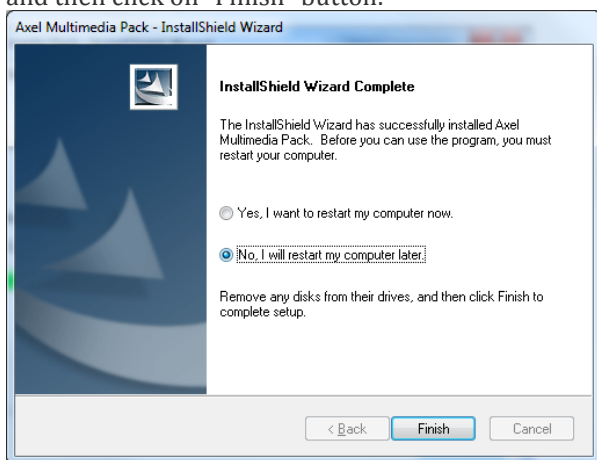 and then click on "Finish" button.
Axel Multimedia Pack - InstallShield Wizard
InstallShield Wizard Complete
The InstallShield Wizard has successfully installed Axel
Multimedia Pack. Before you can use the program, you must
restart your computer.
Yes, I want to restart my computer now.
No, I will restart my computer later.
Remove any disks from their drives, and then click Finish to
complete setup.
< Back Finish Cancel